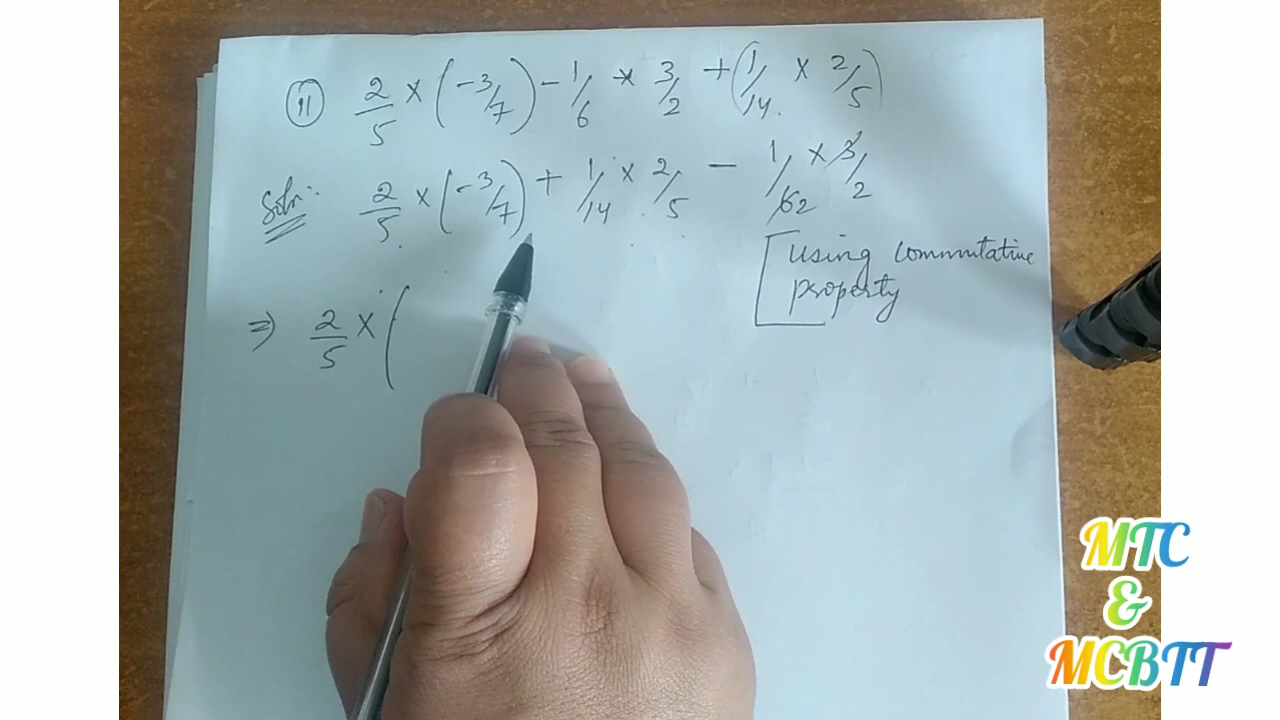 (ii) 2/5 × (-3/7) - 1/6 × 3/2 + (1/14 × 2/5)
Soln:- 2/5 × (-3/7) + 1/14 × 2/5 - 1/62 × 3/2
[Using commutative
property
⇒ 2/5 × (
MTC
&
MCBTT